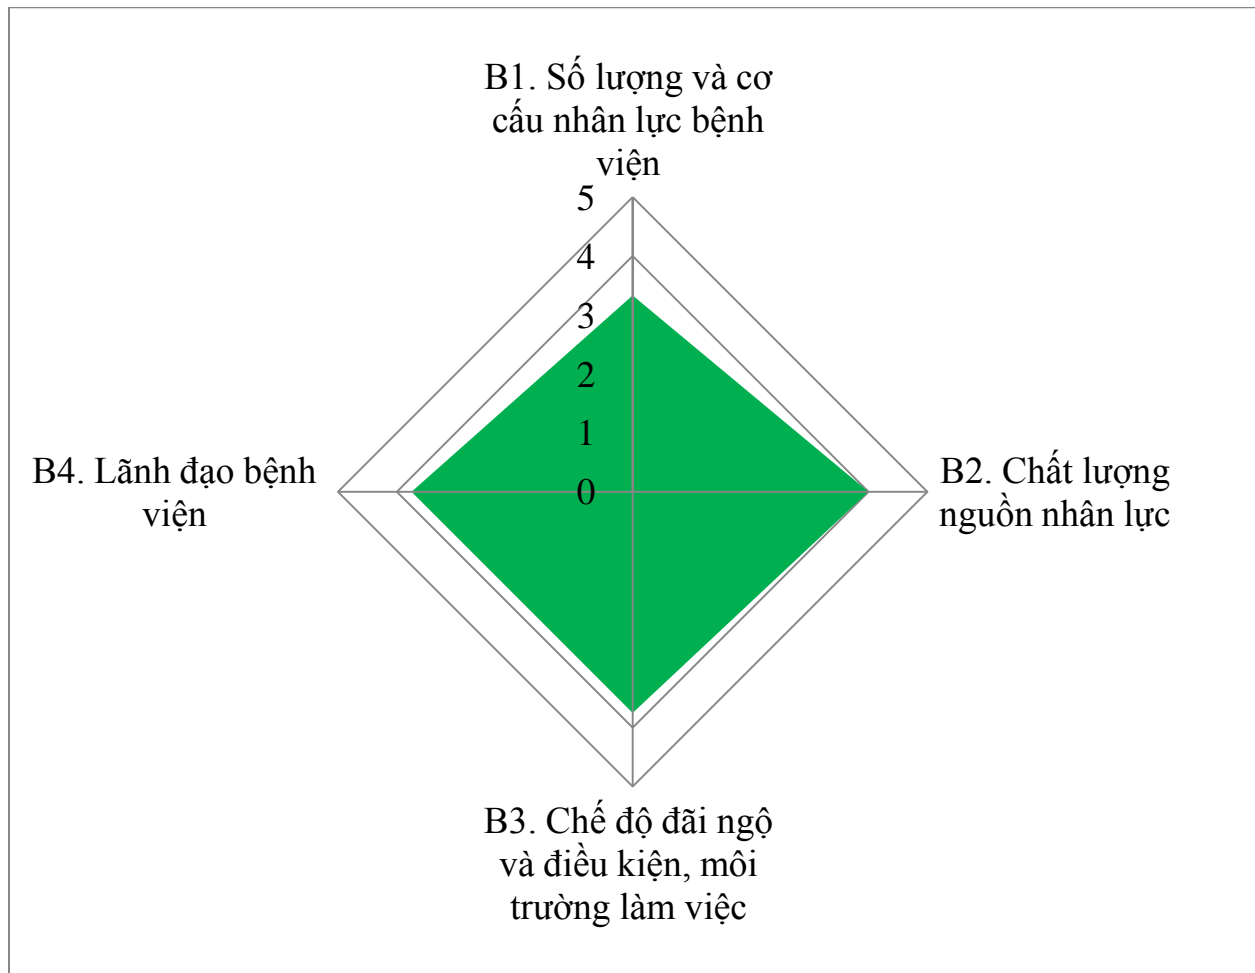 B1. Số lượng và cơ
cấu nhân lực bệnh
viện
5
4
3
2
1
0
B4. Lãnh đạo bệnh
viện
B2. Chất lượng
nguồn nhân lực
B3. Chế độ đãi ngộ
và điều kiện, môi
trường làm việc